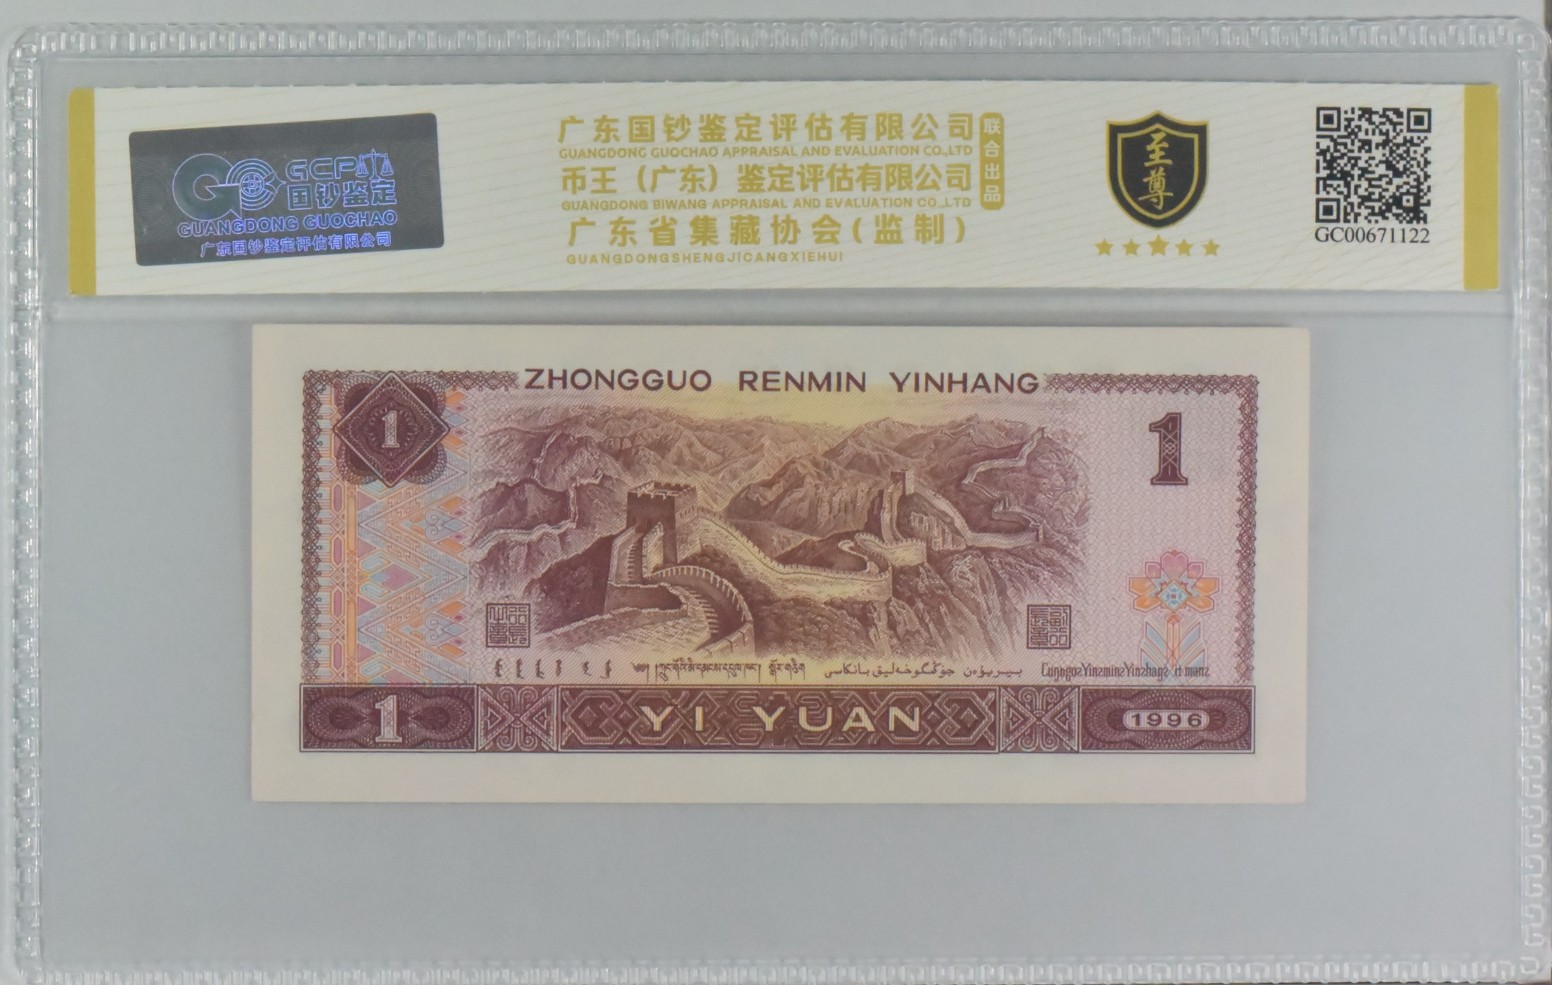 GCP
国钞鉴定
GUANGDONG GUOCHAO
广东国钞鉴定评估有限公司
广东国钞鉴定评估有限公司
GUANGDONG GUOCHAO APPRAISAL AND EVALUATION CO.,LTD
币王（广东）鉴定评估有限公司
GUANGDONG BIWANG APPRAISAL AND EVALUATION CO.,LTD
广东省集藏协会(监制)
GUANGDONGSHENGJICANGXIEHUI
联合出品
至尊
GC00671122
ZHONGGUO RENMIN YINHANG
1
1
1
YI YUAN
1996